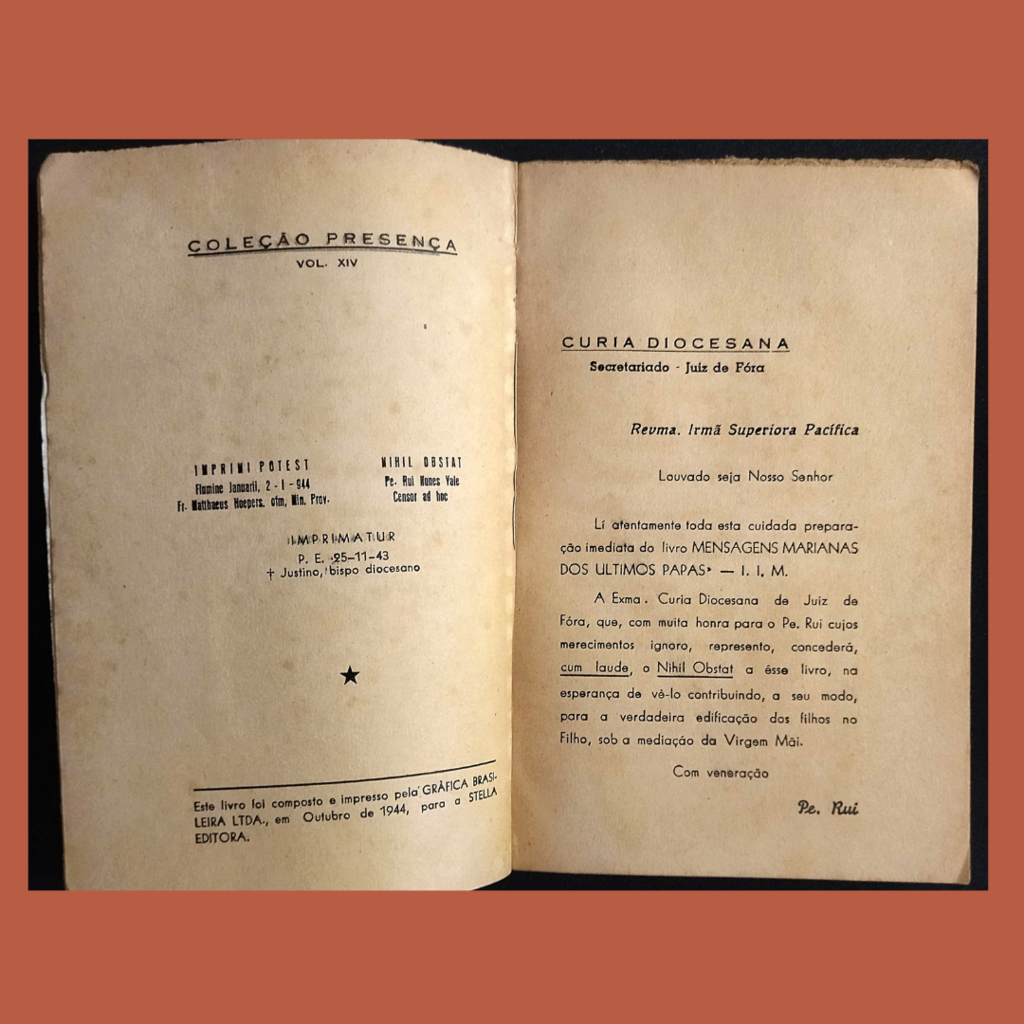 COLEÇÃO PRESENÇA
VOL. XIV
IMPRIMI POTEST
Flumine Januarii, 2-1-944
Fr. Matthaeus Hoepers. ofm, Min. Prov.
NIHIL OBSTAT
Pe. Rui Nunes Vale
Censor ad hoc
IMPRIMATUR
P. E. 25-11-43
† Justino, bispo diocesano
★
Este livro foi composto e impresso pela GRÁFICA BRASI-
LEIRA LTDA., em Outubro de 1944, para a STELLA
EDITORA.
CURIA DIOCESANA
Secretariado - Juiz de Fóra
Revma. Irmã Superiora Pacífica
Louvado seja Nosso Senhor
Lí atentamente toda esta cuidada prepara-
ção imediata do livro MENSAGENS MARIANAS
DOS ULTIMOS PAPAS" — I. I. M.
A Exma. Curia Diocesana de Juiz de
Fóra, que, com muita honra para o Pe. Rui cujos
merecimentos ignoro, represento, concederá,
cum laude, o Nihil Obstat a ésse livro, na
esperança de vê-lo contribuindo, a seu modo,
para a verdadeira edificação dos filhos no
Filho, sob a mediação da Virgem Mãi.
Com veneração
Pe. Rui